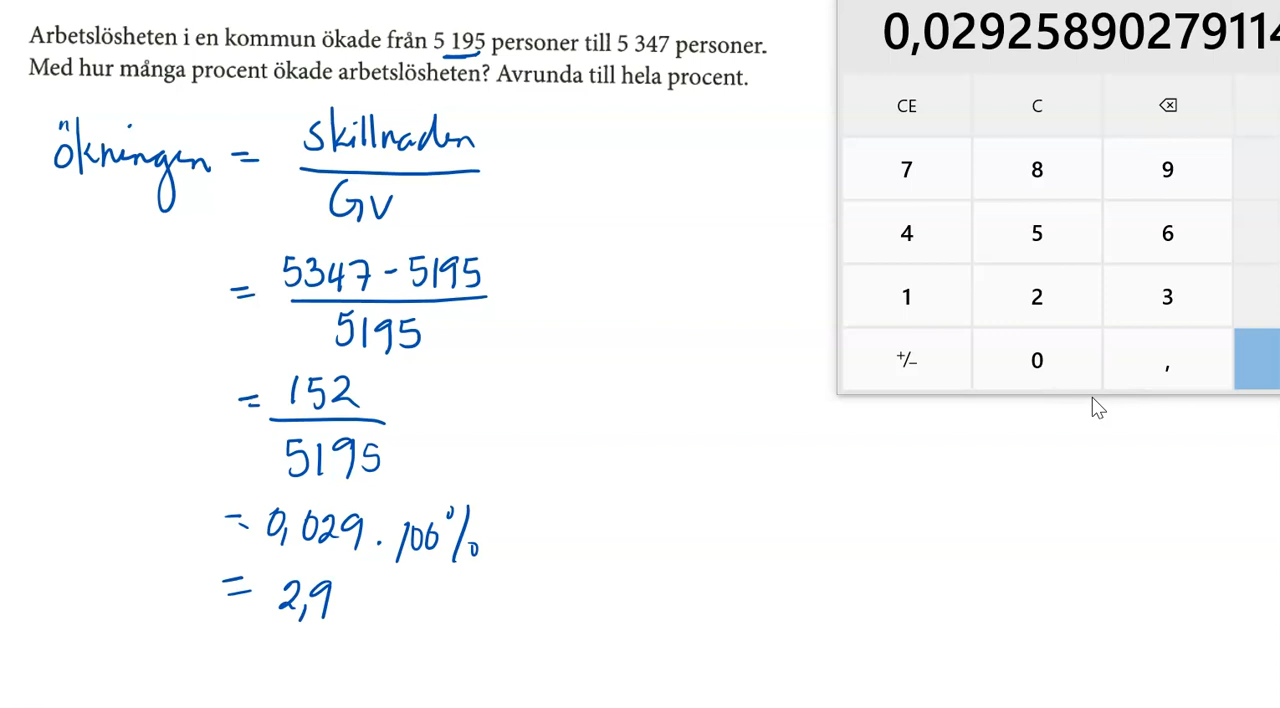 Arbetslösheten i en kommun ökade från 5 195 personer till 5 347 personer.
Med hur många procent ökade arbetslösheten? Avrunda till hela procent.
ökningen = skillnaden
GV
= 5347 - 5195
5195
= 152
5195
= 0,029 . 100%
= 2,9
0,0292589027911
CE C
7 8 9
4 5 6
1 2 3
+/- 0 ,